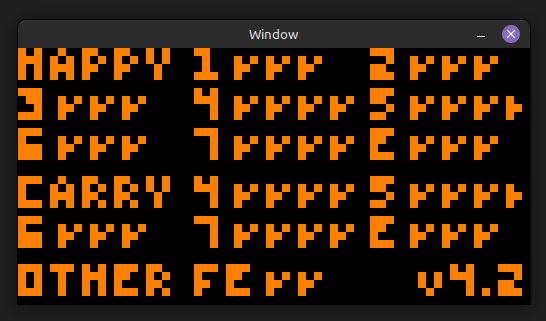 Window
HAPPY 1 ✓✓✓ 2 ✓✓✓
3 ✓✓✓ 4 ✓✓✓✓ 5 ✓✓✓✓
6 ✓✓✓ 7 ✓✓✓ E ✓✓✓
CARRY 4 ✓✓✓✓ 5 ✓✓✓✓
6 ✓✓✓ 7 ✓✓✓ E ✓✓✓
OTHER FE ✓✓ v4.2